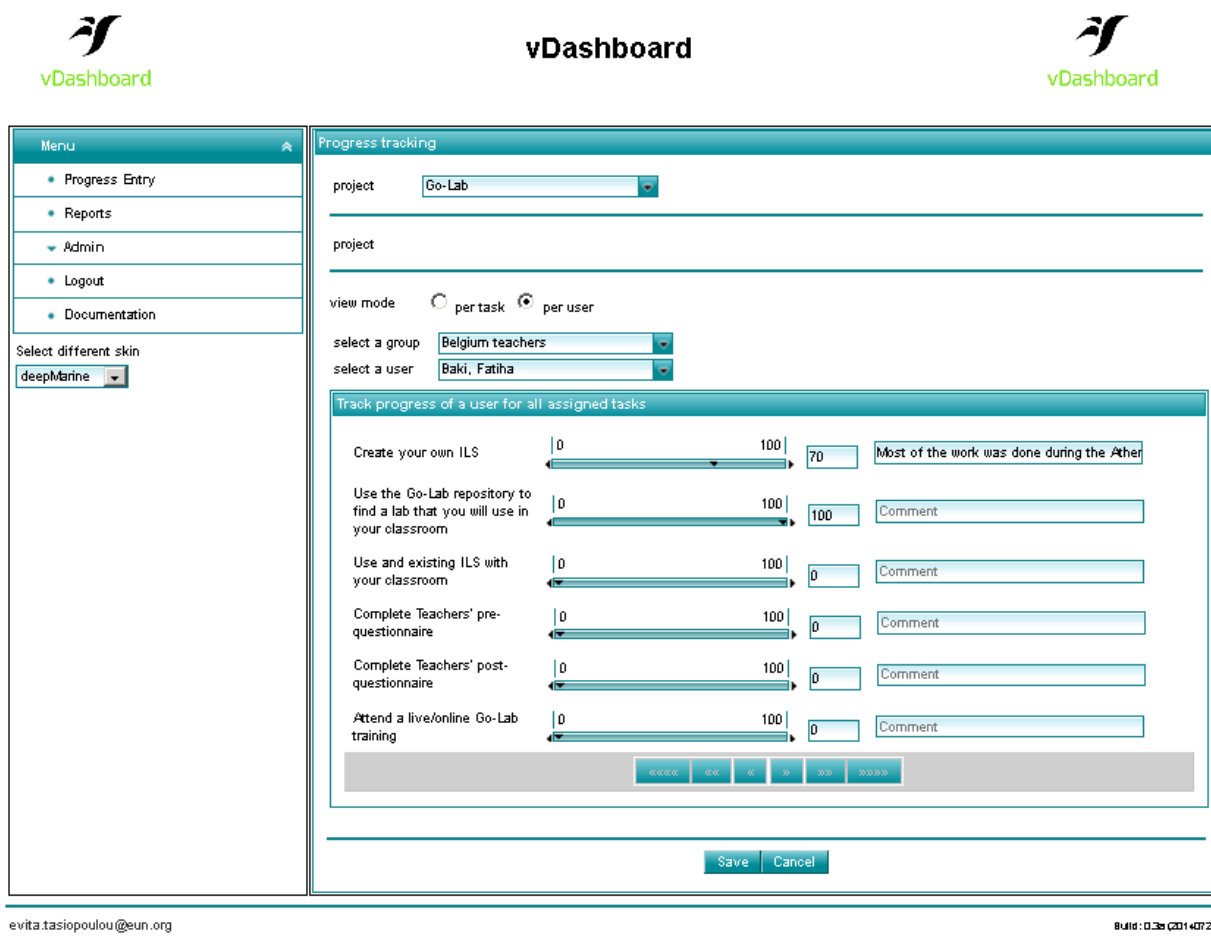 vDashboard
vDashboard
vDashboard
Menu
Progress Entry
Reports
Admin
Logout
Documentation
Select different skin
deepMarine
Progress tracking
project
Go-Lab
project
view mode
per task
per user
select a group
Belgium teachers
select a user
Baki, Fatiha
Track progress of a user for all assigned tasks
Create your own ILS
0
100
70
Most of the work was done during the Ather
Use the Go-Lab repository to
find a lab that you will use in
your classroom
0
100
100
Comment
Use and existing ILS with
your classroom
0
100
0
Comment
Complete Teachers' pre-
questionnaire
0
100
0
Comment
Complete Teachers' post-
questionnaire
0
100
0
Comment
Attend a live/online Go-Lab
training
0
100
0
Comment
«««« «« « » »» »»»»
Save
Cancel
evita.tasiopoulou@eun.org
Build: 0.3a (2014072